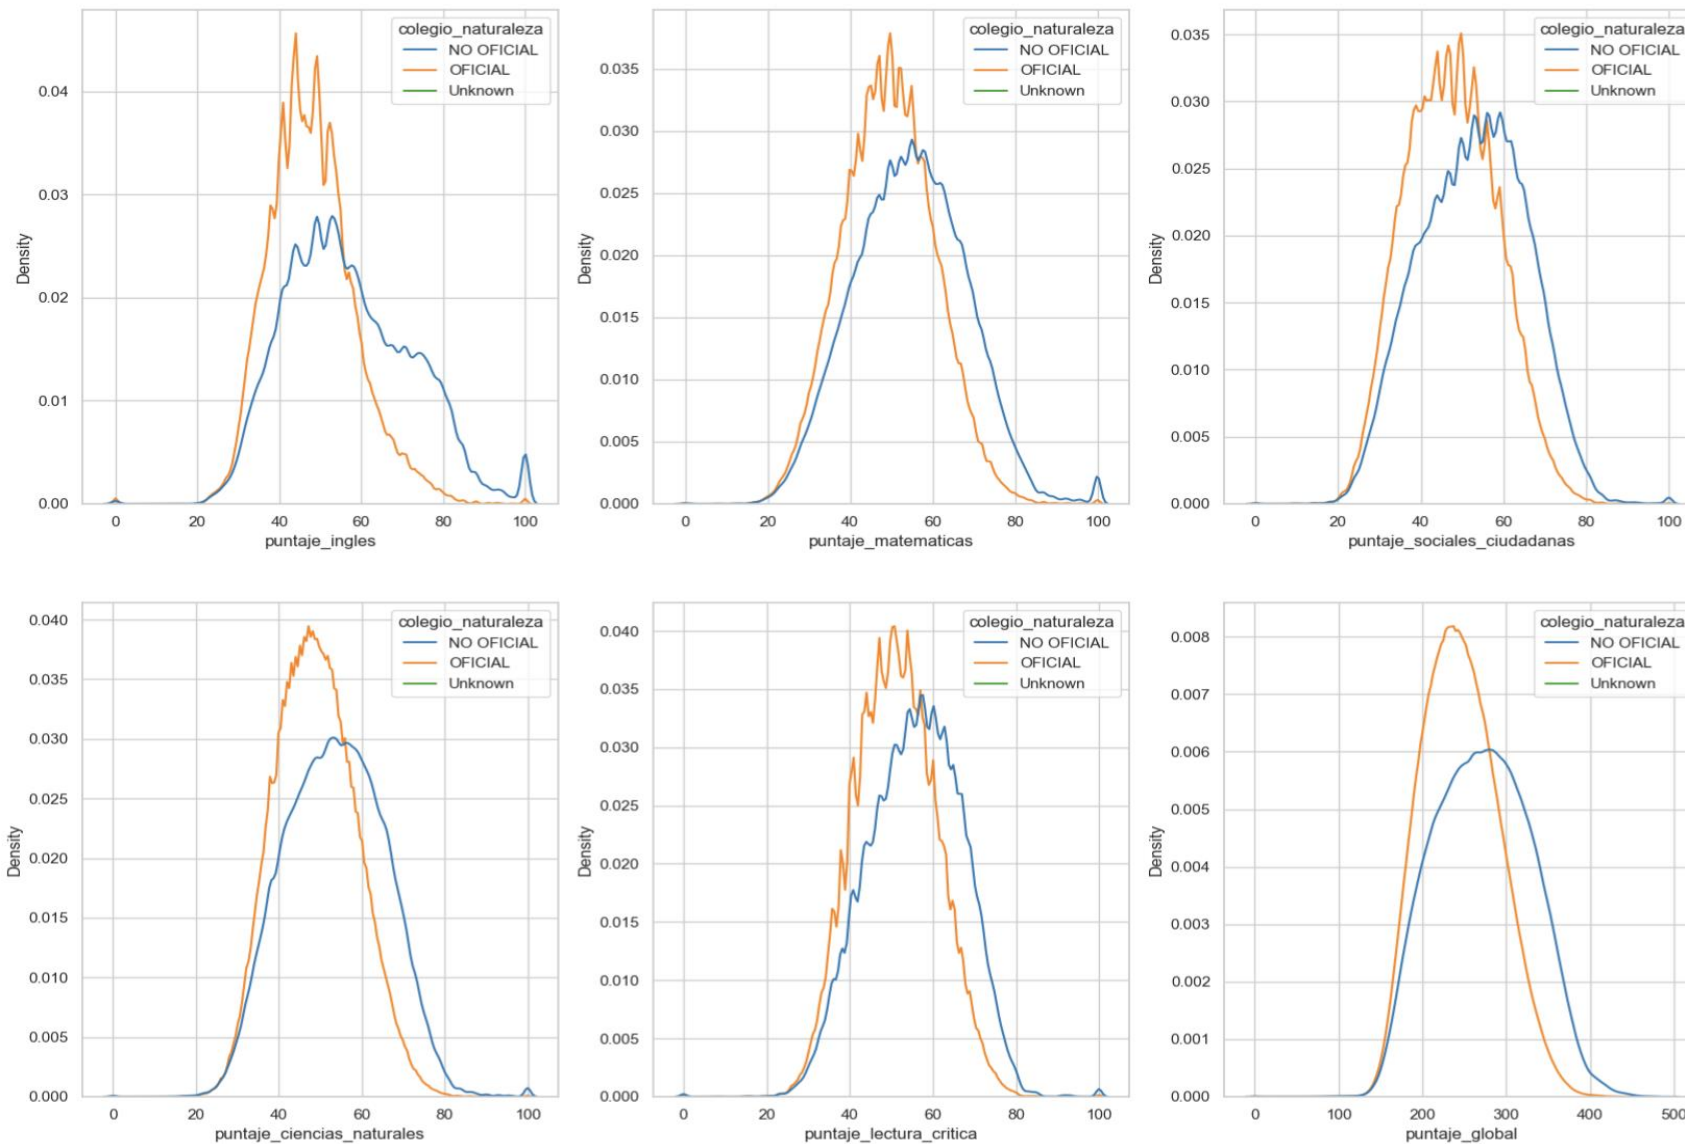 colegio_naturaleza
NO OFICIAL
OFICIAL
Unknown
Density
0.04
0.03
0.02
0.01
0.00
0 20 40 60 80 100
puntaje_ingles
colegio_naturaleza
NO OFICIAL
OFICIAL
Unknown
Density
0.035
0.030
0.025
0.020
0.015
0.010
0.005
0.000
0 20 40 60 80 100
puntaje_matematicas
colegio_naturaleza
NO OFICIAL
OFICIAL
Unknown
Density
0.035
0.030
0.025
0.020
0.015
0.010
0.005
0.000
0 20 40 60 80 100
puntaje_sociales_ciudadanas
colegio_naturaleza
NO OFICIAL
OFICIAL
Unknown
Density
0.040
0.035
0.030
0.025
0.020
0.015
0.010
0.005
0.000
0 20 40 60 80 100
puntaje_ciencias_naturales
colegio_naturaleza
NO OFICIAL
OFICIAL
Unknown
Density
0.040
0.035
0.030
0.025
0.020
0.015
0.010
0.005
0.000
0 20 40 60 80 100
puntaje_lectura_critica
colegio_naturaleza
NO OFICIAL
OFICIAL
Unknown
Density
0.008
0.007
0.006
0.005
0.004
0.003
0.002
0.001
0.000
0 100 200 300 400 500
puntaje_global